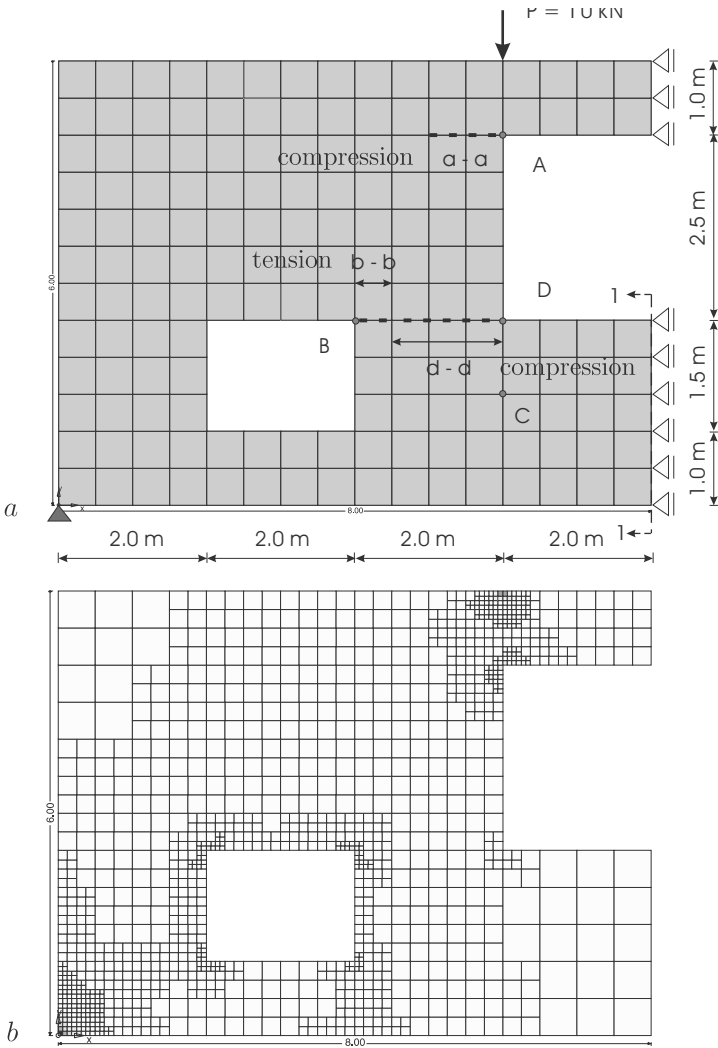 P = 10 kN
1.0 m
compression
a - a
A
2.5 m
tension
b - b
6.00
D
1
B
d - d
compression
1.5 m
C
1.0 m
y
x
a
8.00
1
2.0 m
2.0 m
2.0 m
2.0 m
6.00
y
x
b
8.00